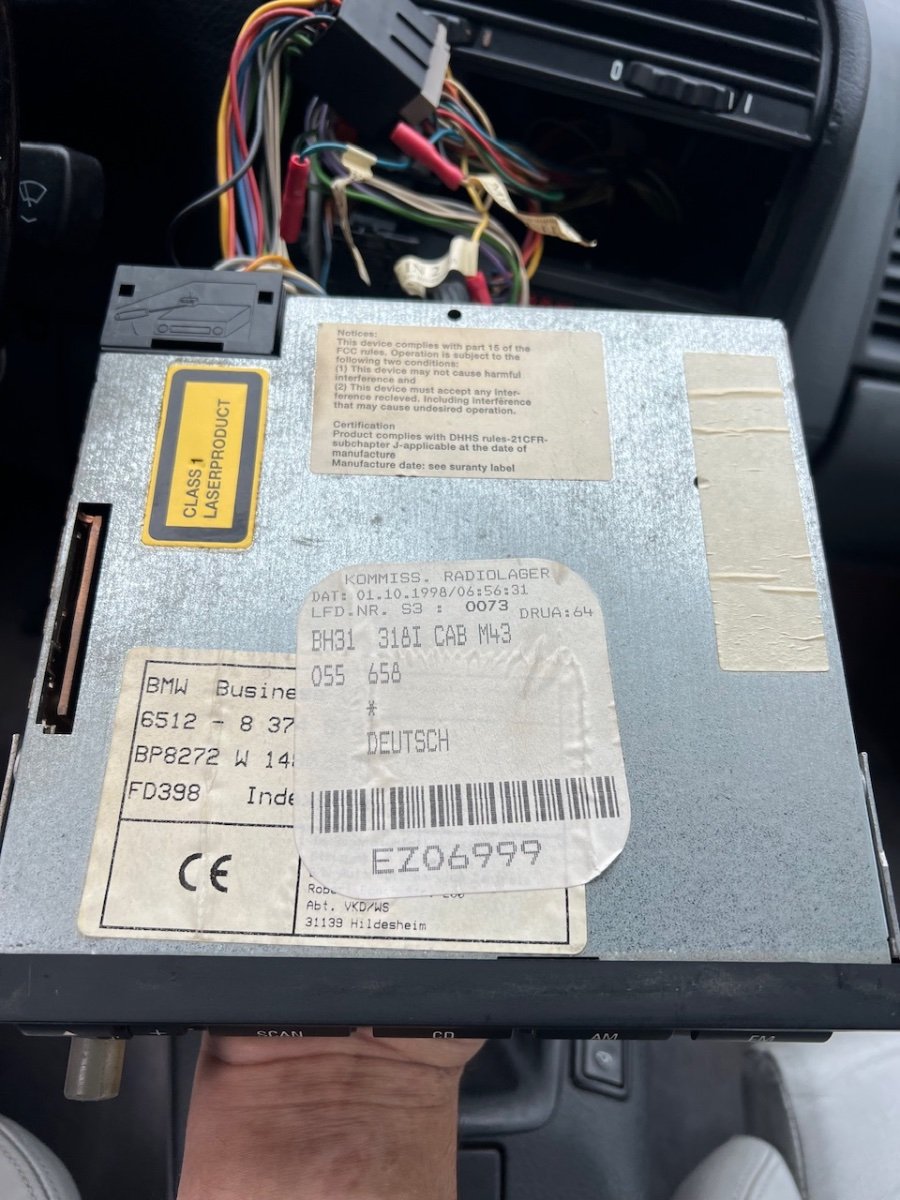 0 I
Notices:
This device complies with part 15 of the
FCC rules. Operation is subject to the
following two conditions:
(1) This device may not cause harmful
interference and
(2) This device must accept any inter-
ference recieved. Including interference
that may cause undesired operation.
Certification
Product complies with DHHS rules-21CFR-
subchapter J-applicable at the date of
manufacture
Manufacture date: see suranty label
CLASS 1
LASERPRODUCT
KOMMISS. RADIOLAGER
DAT: 01.10.1998/06:56:31
LFD.NR. S3 : 0073 DRUA:64
BH31 318I CAB M43
055 658
*
DEUTSCH
EZ06999
BMW Busine
6512 - 8 37
BP8272 W 14
FD398 Inde
CE
Abt. VKD/WS
31139 Hildesheim
+ SCAN CD AM FM